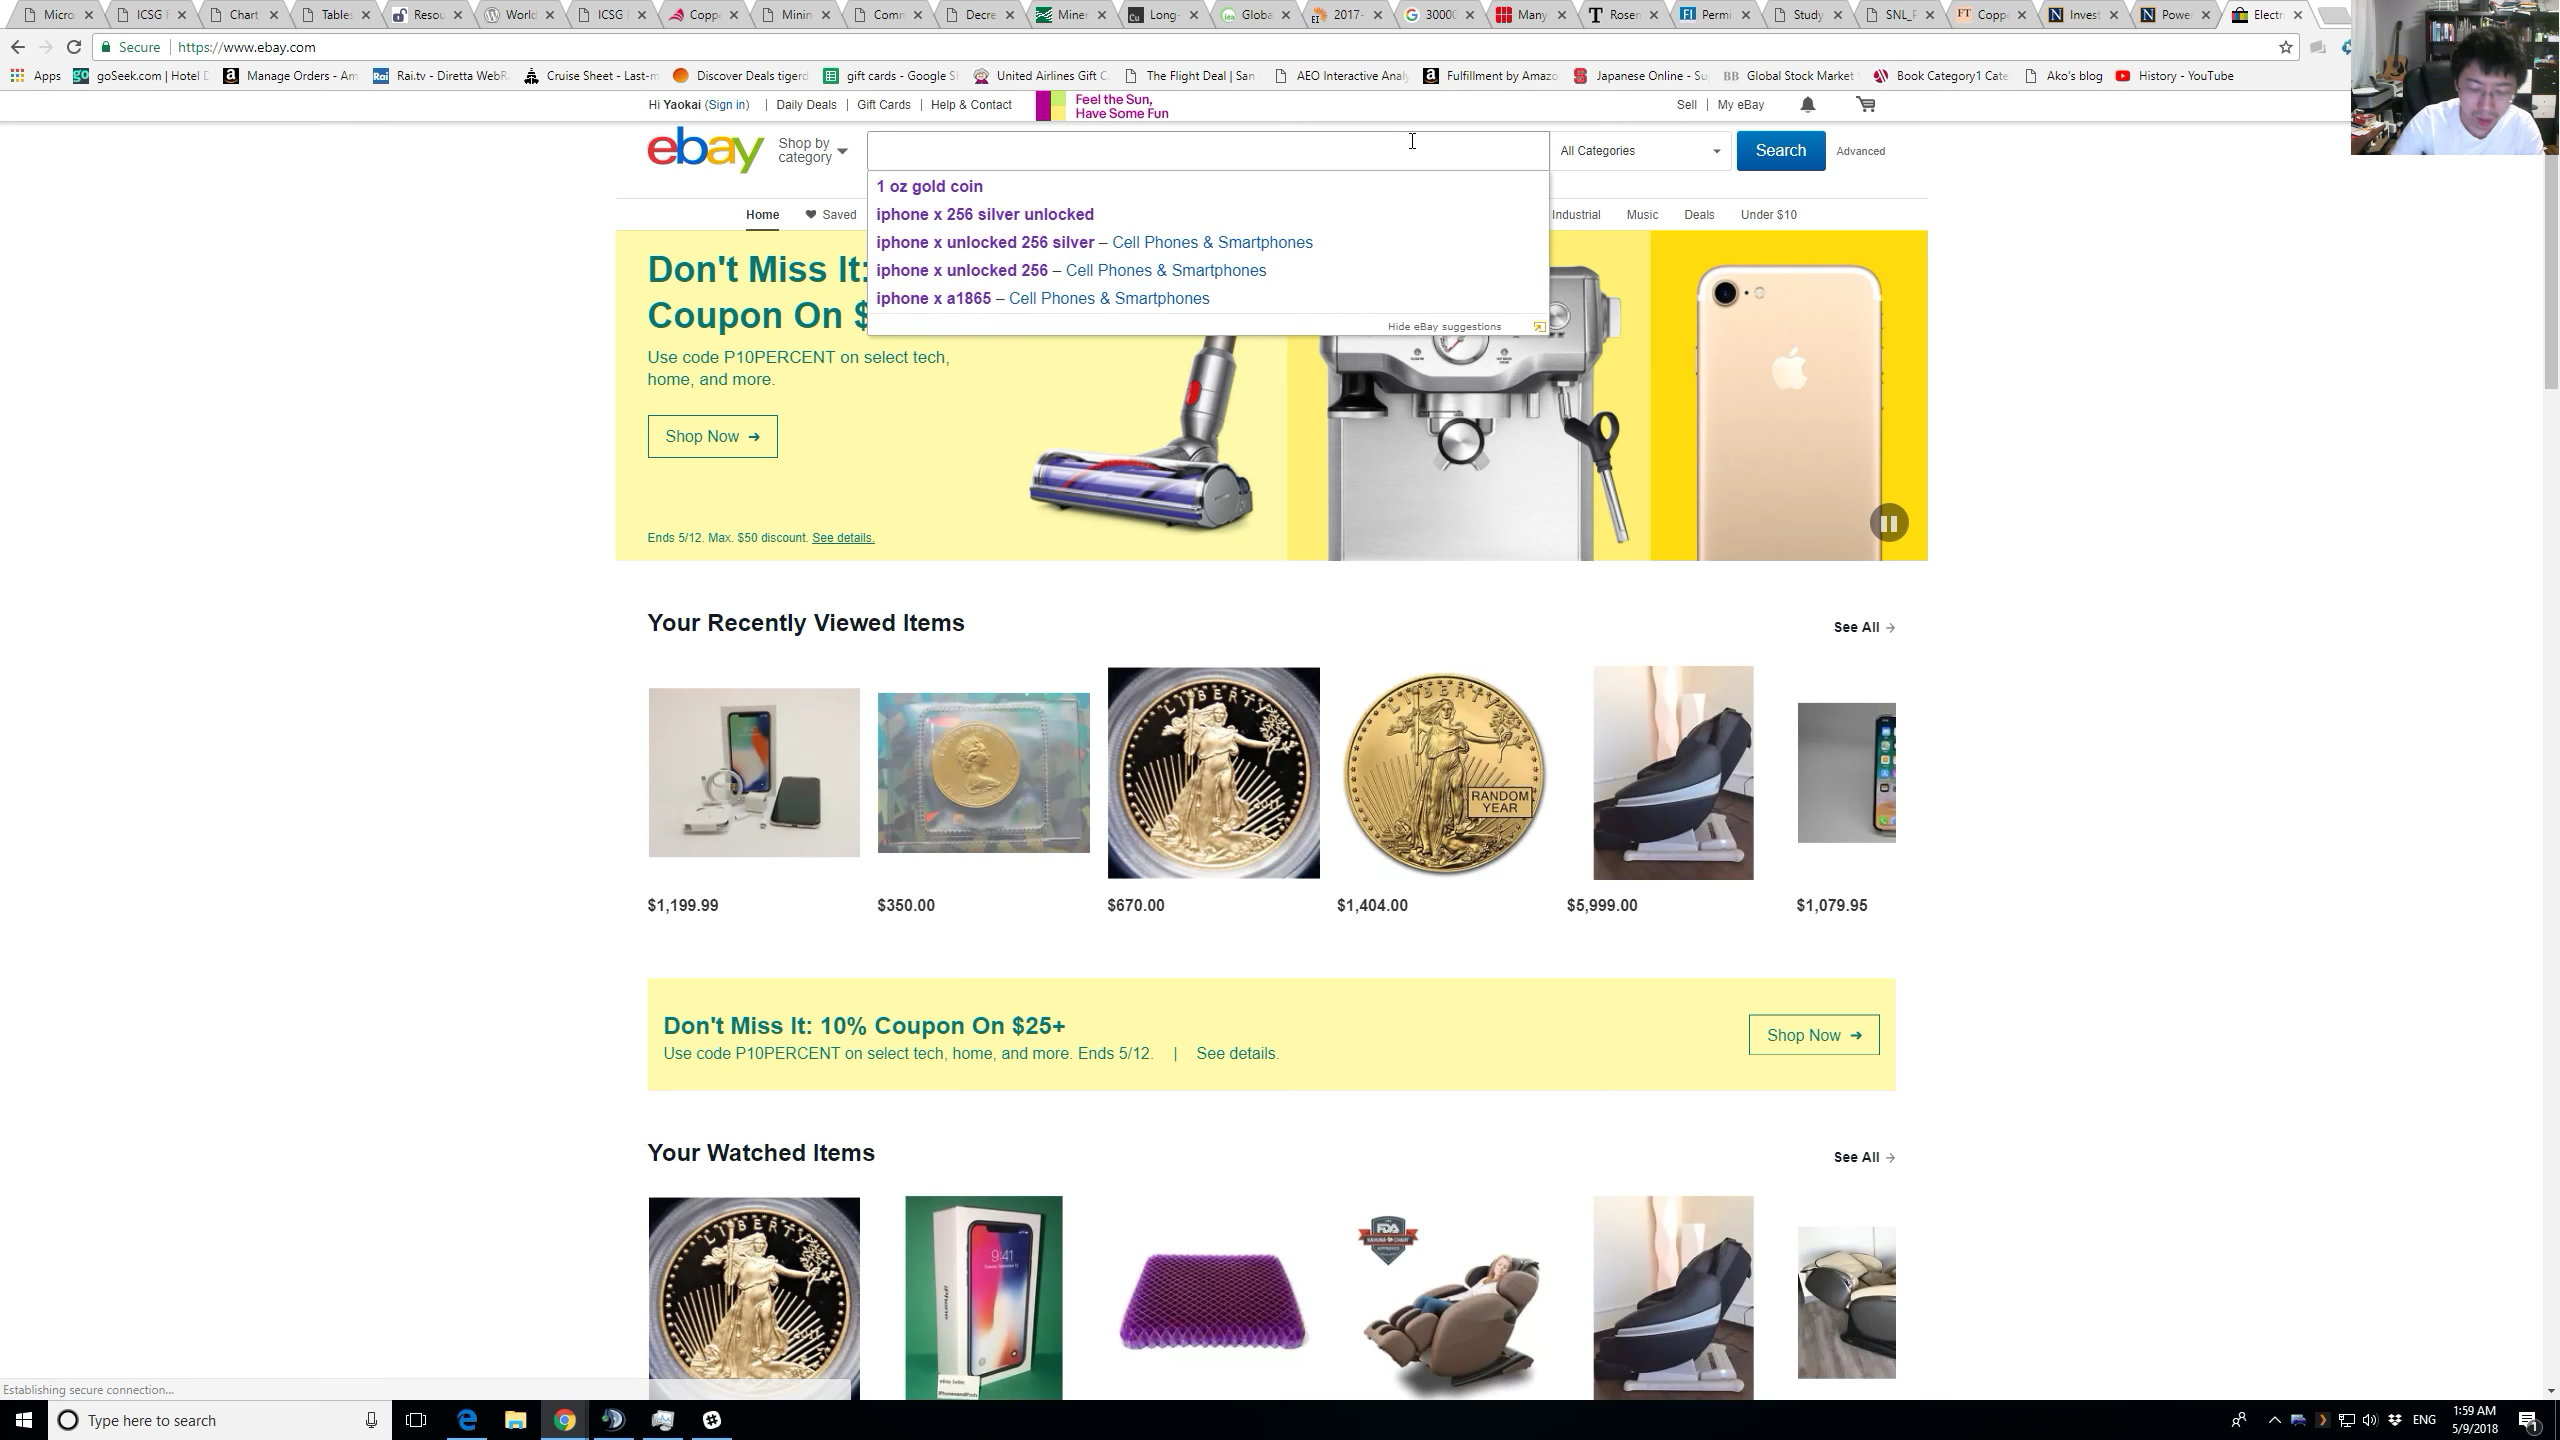 Micro
ICSG
Chart
Tables
Resou
World
ICSG
Coppe
Minin
Comm
Decre
Miner
Long-
Globa
2017-
30000
Many
Rosen
Permi
Study
SNL_
Coppe
Invest
Power
Electr
Secure https://www.ebay.com
Apps
goSeek.com | Hotel
Manage Orders - Am
Rai.tv - Diretta WebR
Cruise Sheet - Last-m
Discover Deals tigerd
gift cards - Google S
United Airlines Gift C
The Flight Deal | San
AEO Interactive Analy
Fulfillment by Amazo
Japanese Online - Su
BB Global Stock Market
Book Category1 Cate
Ako's blog
History - YouTube
Hi Yaokai (Sign in) | Daily Deals | Gift Cards | Help & Contact
Feel the Sun,
Have Some Fun
Sell | My eBay
ebay
Shop by
category
All Categories
Search
Advanced
1 oz gold coin
iphone x 256 silver unlocked
iphone x unlocked 256 silver – Cell Phones & Smartphones
iphone x unlocked 256 – Cell Phones & Smartphones
iphone x a1865 – Cell Phones & Smartphones
Hide eBay suggestions
Home Saved
Industrial Music Deals Under $10
Don't Miss It:
Coupon On $
Use code P10PERCENT on select tech,
home, and more.
Shop Now
Ends 5/12. Max. $50 discount. See details.
Your Recently Viewed Items
See All
LIBERTY
LIBERTY
RANDOM
YEAR
$1,199.99
$350.00
$670.00
$1,404.00
$5,999.00
$1,079.95
Don't Miss It: 10% Coupon On $25+
Use code P10PERCENT on select tech, home, and more. Ends 5/12. | See details.
Shop Now
Your Watched Items
See All
LIBERTY
9:41
iPhone
FDA
Establishing secure connection...
Type here to search
ENG
1:59 AM
5/9/2018